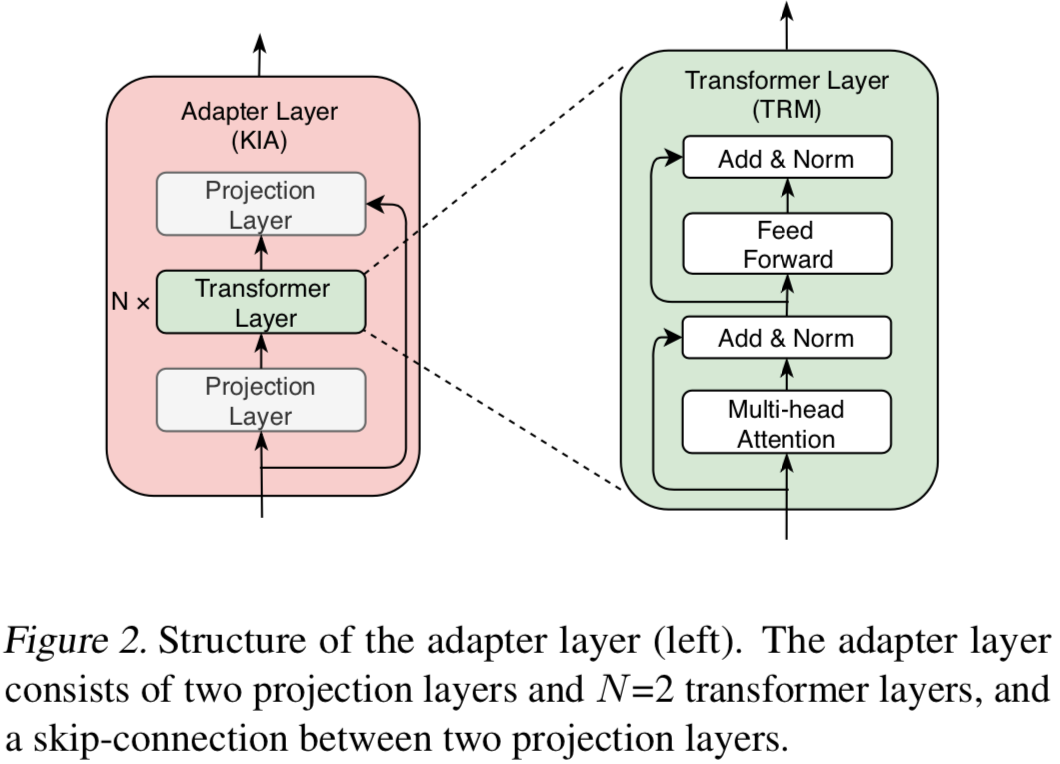 Adapter Layer
(KIA)
Projection
Layer
N ×
Transformer
Layer
Projection
Layer
Transformer Layer
(TRM)
Add & Norm
Feed
Forward
Add & Norm
Multi-head
Attention
Figure 2. Structure of the adapter layer (left). The adapter layer
consists of two projection layers and N=2 transformer layers, and
a skip-connection between two projection layers.